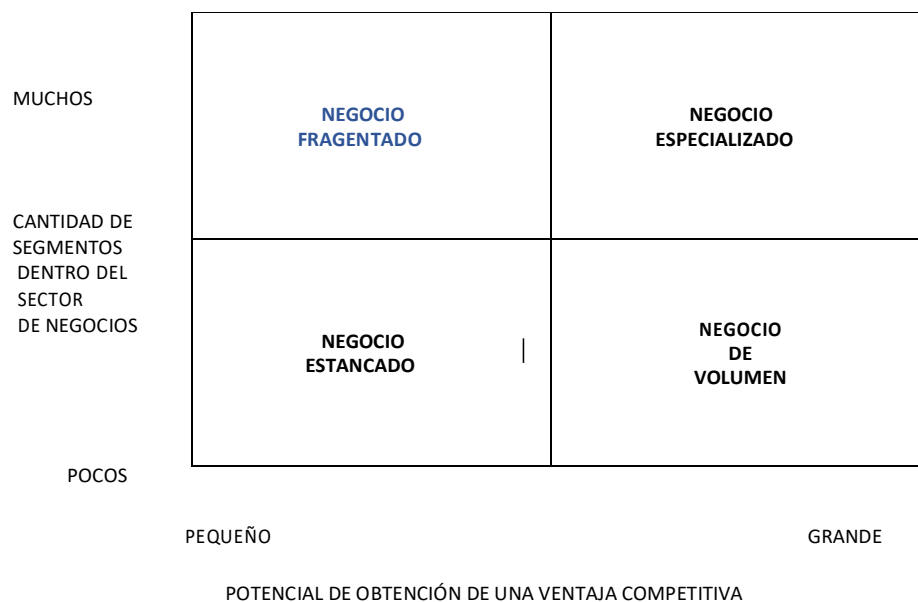 MUCHOS
NEGOCIO
FRAGENTADO
NEGOCIO
ESPECIALIZADO
CANTIDAD DE
SEGMENTOS
DENTRO DEL
SECTOR
DE NEGOCIOS
NEGOCIO
ESTANCADO
NEGOCIO
DE
VOLUMEN
POCOS
PEQUEÑO
GRANDE
POTENCIAL DE OBTENCIÓN DE UNA VENTAJA COMPETITIVA